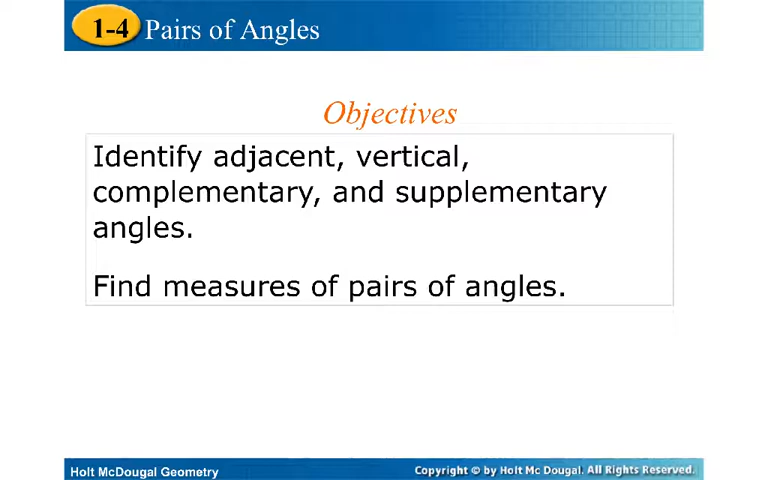 1-4 Pairs of Angles
Objectives
Identify adjacent, vertical,
complementary, and supplementary
angles.
Find measures of pairs of angles.
Holt McDougal Geometry
Copyright © by Holt Mc Dougal. All Rights Reserved.